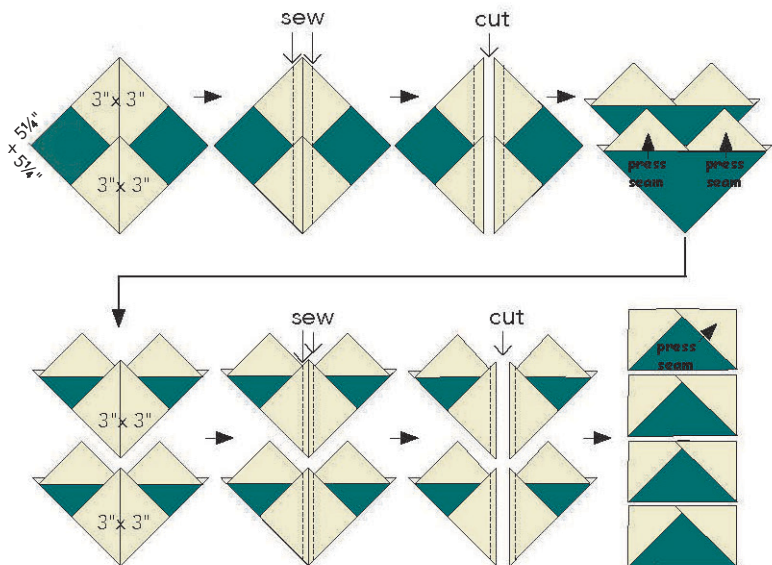 sew
cut
3"x 3"
5¼"
x 5¼"
3"x 3"
press
seam
press
seam
sew
cut
3"x 3"
press
seam
3"x 3"